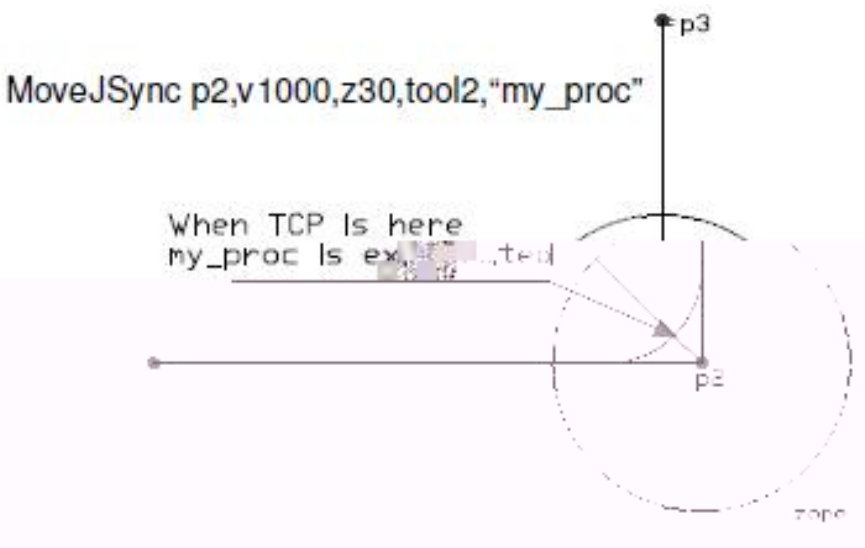 p3
MoveJSync p2,v1000,z30,tool2,“my_proc”
When TCP Is here
my_proc Is
p2
zone